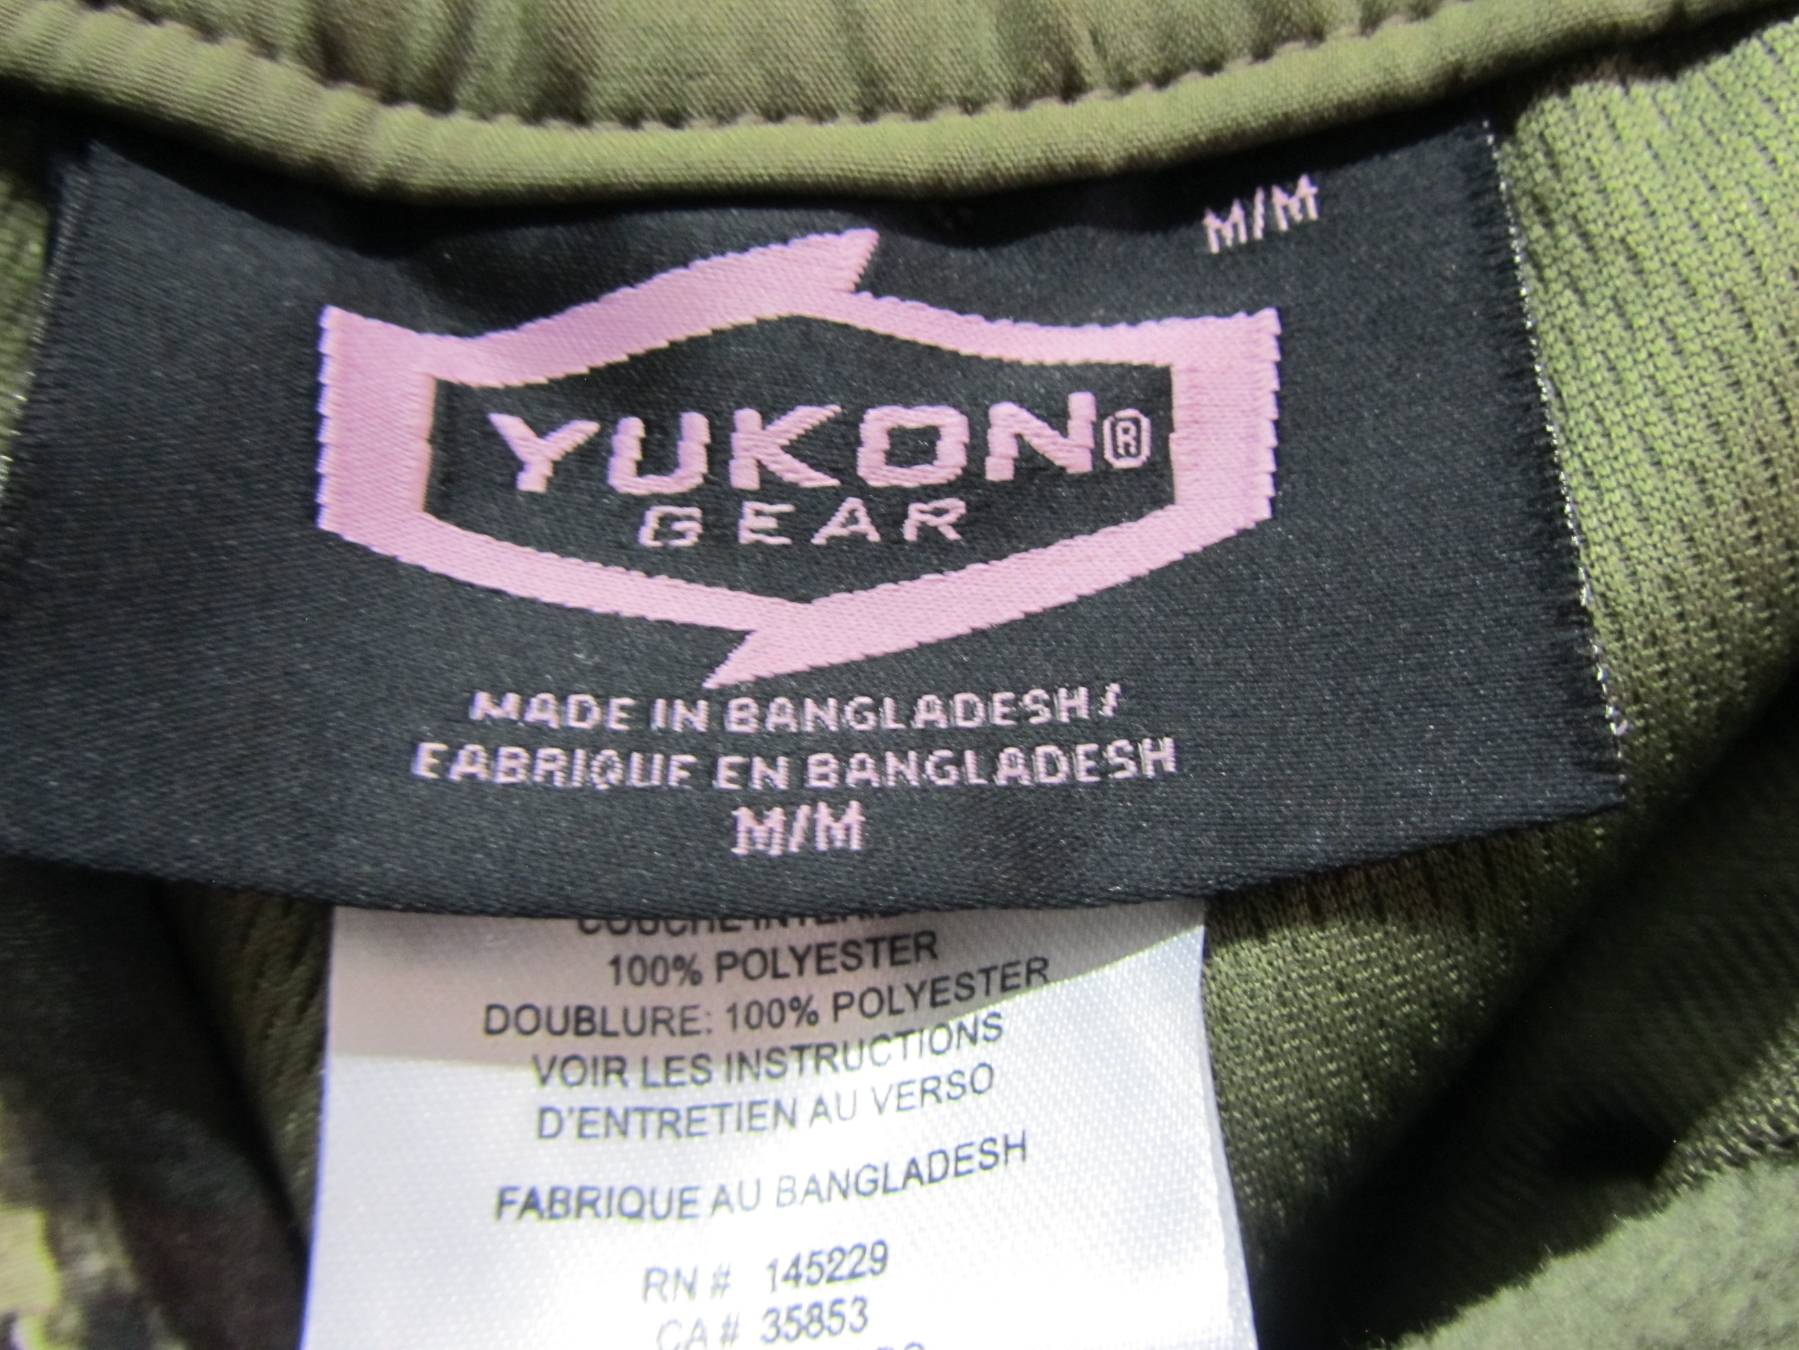 M/M
YUKON®
GEAR
MADE IN BANGLADESH/
FABRIQUE EN BANGLADESH
M/M
100% POLYESTER
DOUBLURE: 100% POLYESTER
VOIR LES INSTRUCTIONS
D'ENTRETIEN AU VERSO
FABRIQUE AU BANGLADESH
RN # 145229
CA # 35853